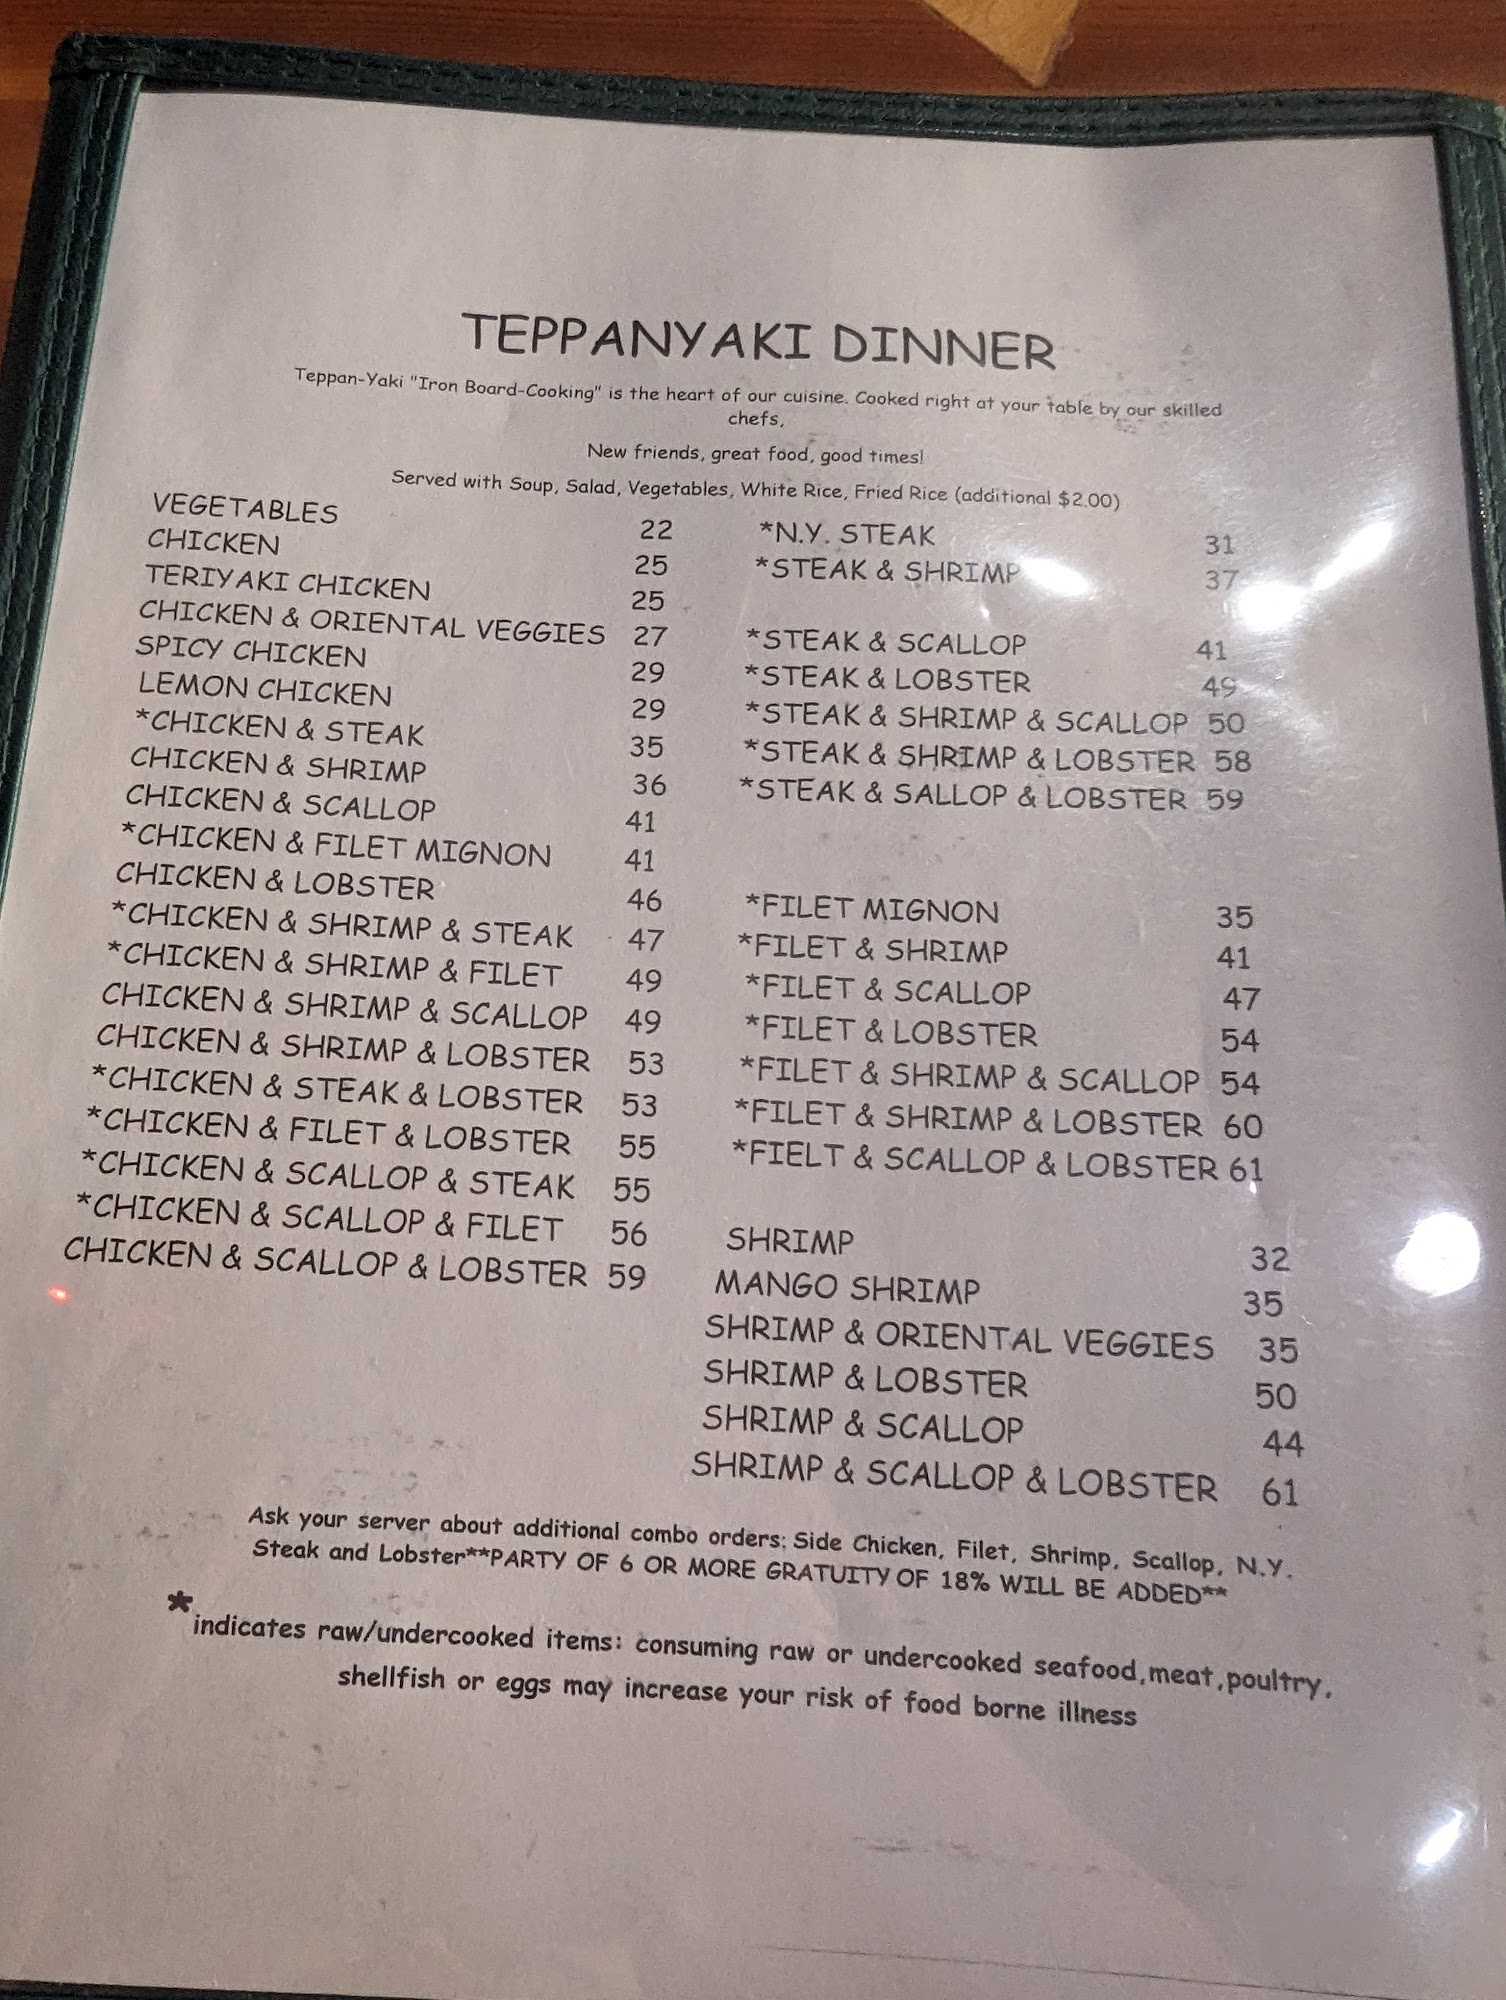 TEPPANYAKI DINNER
Teppan-Yaki "Iron Board-Cooking" is the heart of our cuisine. Cooked right at your table by our skilled
chefs,
New friends, great food, good times!
Served with Soup, Salad, Vegetables, White Rice, Fried Rice (additional $2.00)
VEGETABLES 22
CHICKEN 25
TERIYAKI CHICKEN 25
CHICKEN & ORIENTAL VEGGIES 27
SPICY CHICKEN 29
LEMON CHICKEN 29
*CHICKEN & STEAK 35
CHICKEN & SHRIMP 36
CHICKEN & SCALLOP 41
*CHICKEN & FILET MIGNON 41
CHICKEN & LOBSTER 46
*CHICKEN & SHRIMP & STEAK 47
*CHICKEN & SHRIMP & FILET 49
CHICKEN & SHRIMP & SCALLOP 49
CHICKEN & SHRIMP & LOBSTER 53
*CHICKEN & STEAK & LOBSTER 53
*CHICKEN & FILET & LOBSTER 55
*CHICKEN & SCALLOP & STEAK 55
*CHICKEN & SCALLOP & FILET 56
CHICKEN & SCALLOP & LOBSTER 59
*N.Y. STEAK 31
*STEAK & SHRIMP 37
*STEAK & SCALLOP 41
*STEAK & LOBSTER 49
*STEAK & SHRIMP & SCALLOP 50
*STEAK & SHRIMP & LOBSTER 58
*STEAK & SALLOP & LOBSTER 59
*FILET MIGNON 35
*FILET & SHRIMP 41
*FILET & SCALLOP 47
*FILET & LOBSTER 54
*FILET & SHRIMP & SCALLOP 54
*FILET & SHRIMP & LOBSTER 60
*FIELT & SCALLOP & LOBSTER 61
SHRIMP 32
MANGO SHRIMP 35
SHRIMP & ORIENTAL VEGGIES 35
SHRIMP & LOBSTER 50
SHRIMP & SCALLOP 44
SHRIMP & SCALLOP & LOBSTER 61
Ask your server about additional combo orders: Side Chicken, Filet, Shrimp, Scallop, N.Y.
Steak and Lobster**PARTY OF 6 OR MORE GRATUITY OF 18% WILL BE ADDED**
*indicates raw/undercooked items: consuming raw or undercooked seafood,meat,poultry,
shellfish or eggs may increase your risk of food borne illness